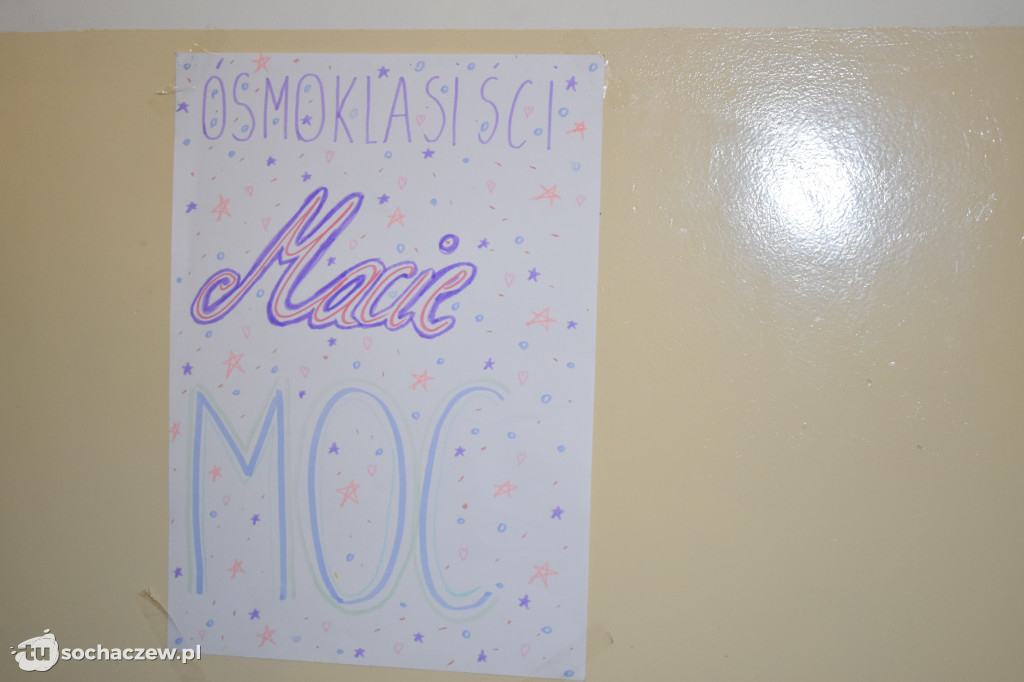 ÓSMOKLASIŚCI
Macie
MOC
tusochaczew.pl